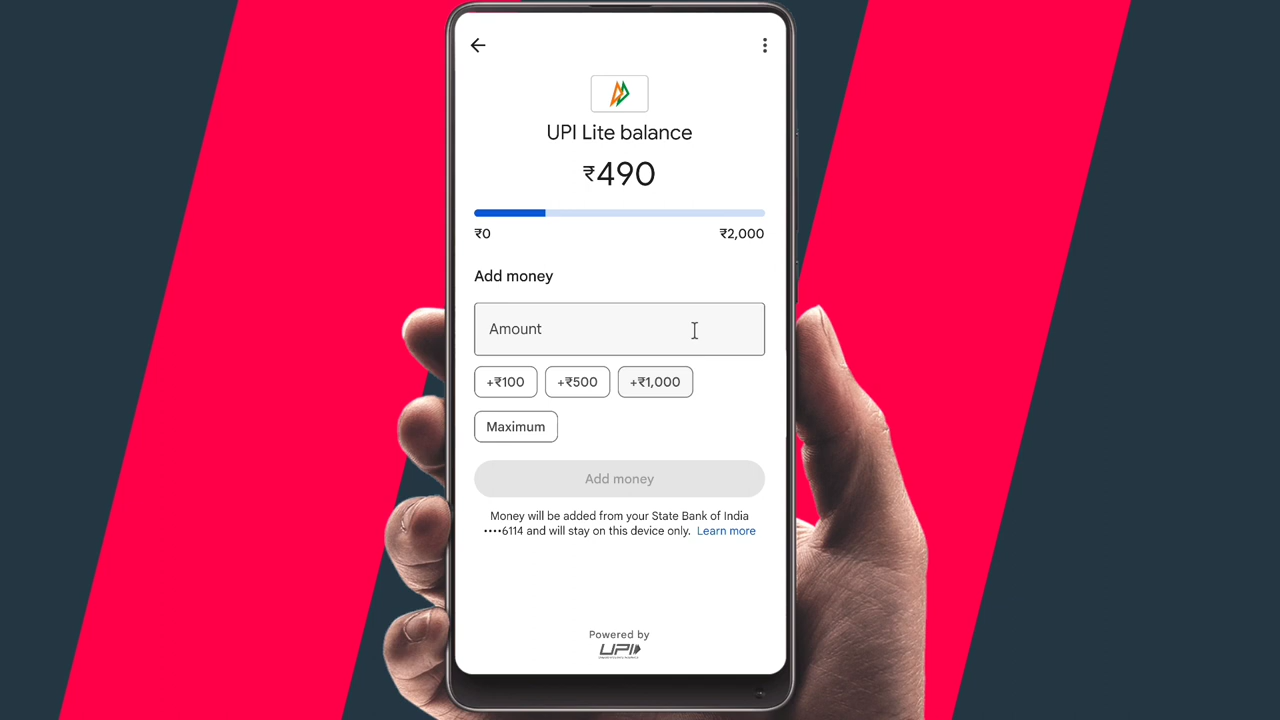 UPI Lite balance
₹490
₹0 ₹2,000
Add money
Amount
+₹100 +₹500 +₹1,000
Maximum
Add money
Money will be added from your State Bank of India
••••6114 and will stay on this device only. Learn more
Powered by
UPI